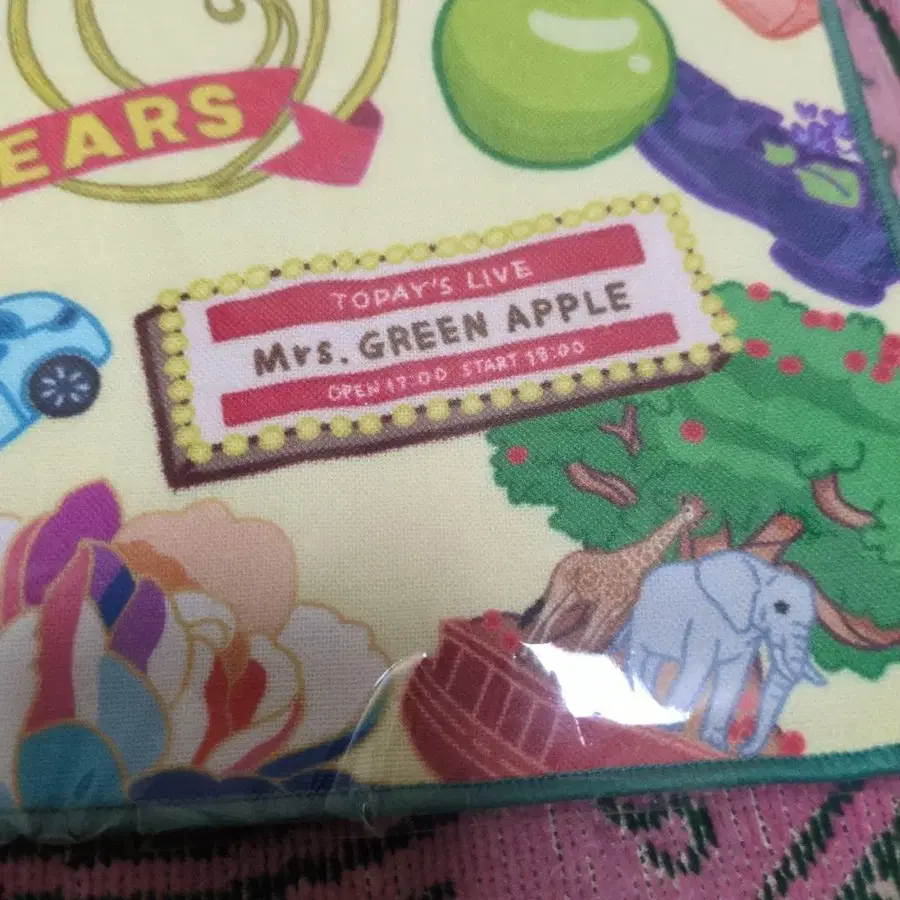 EARS
TODAY'S LIVE
Mrs. GREEN APPLE
OPEN 17:00 START 18:00